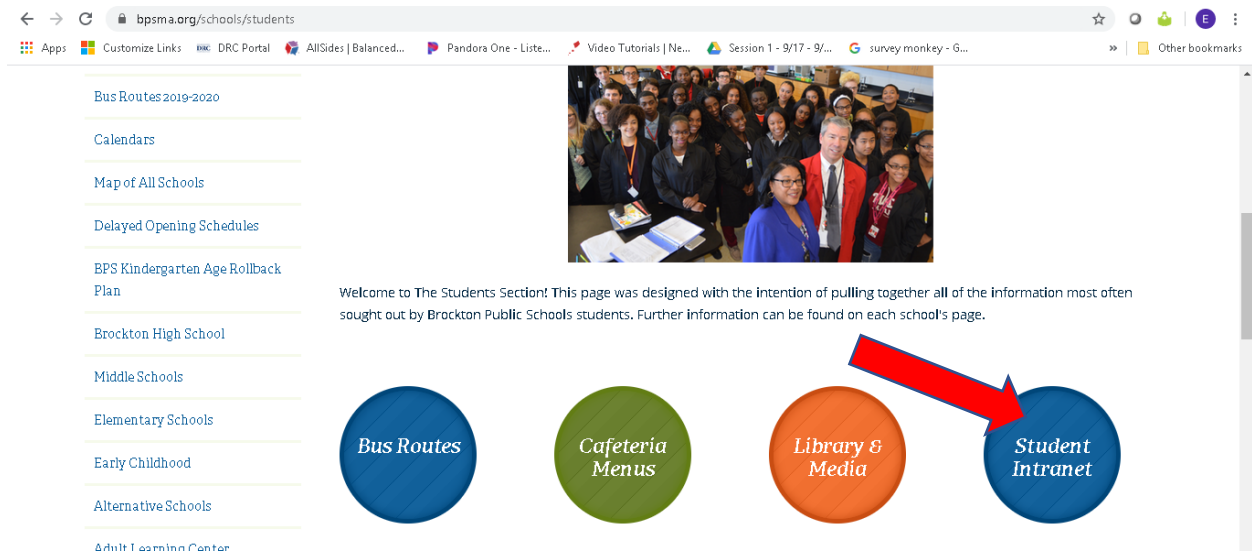 bpsma.org/schools/students
E
Apps
Customize Links
DRC Portal
AllSides | Balanced...
Pandora One - Liste...
Video Tutorials | Ne...
Session 1 - 9/17 - 9/...
survey monkey - G...
»
Other bookmarks
Bus Routes 2019-2020
Calendars
Map of All Schools
Delayed Opening Schedules
BPS Kindergarten Age Rollback
Plan
Brockton High School
Middle Schools
Elementary Schools
Early Childhood
Alternative Schools
Adult Learning Center
Welcome to The Students Section! This page was designed with the intention of pulling together all of the information most often
sought out by Brockton Public Schools students. Further information can be found on each school's page.
Bus Routes
Cafeteria
Menus
Library &
Media
Student
Intranet